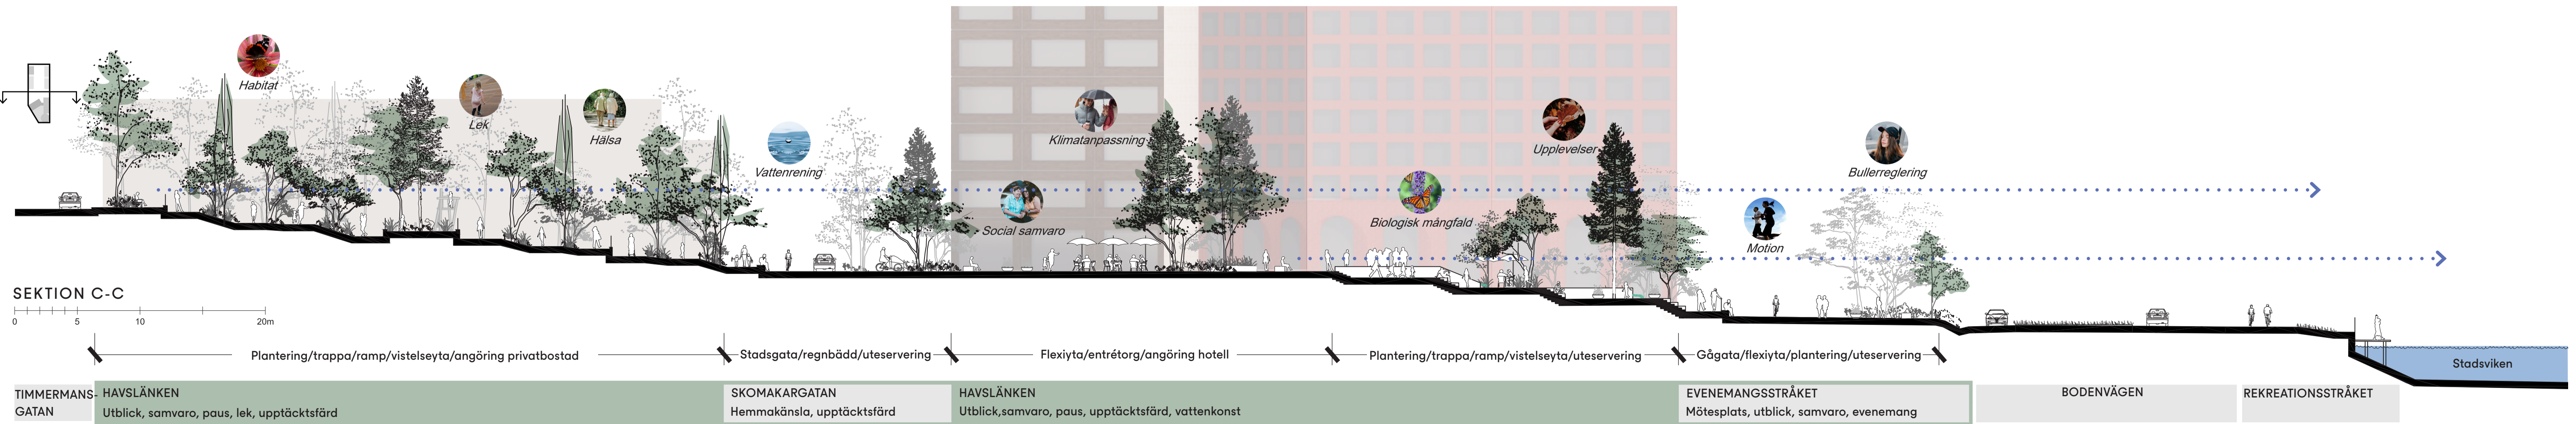 Habitat
Lek
Hälsa
Vattenrening
Social samvaro
Klimatanpassning
Biologisk mångfald
Upplevelser
Motion
Bullerreglering
SEKTION C-C
0 5 10 20m
Plantering/trappa/ramp/vistelseyta/angöring privatbostad
Stadsgata/regnbädd/uteservering
Flexiyta/entrétorg/angöring hotell
Plantering/trappa/ramp/vistelseyta/uteservering
Gågata/flexiyta/plantering/uteservering
Stadsviken
TIMMERMANS-
GATAN
HAVSLÄNKEN
Utblick, samvaro, paus, lek, upptäcktsfärd
SKOMAKARGATAN
Hemmakänsla, upptäcktsfärd
HAVSLÄNKEN
Utblick,samvaro, paus, upptäcktsfärd, vattenkonst
EVENEMANGSSTRÅKET
Mötesplats, utblick, samvaro, evenemang
BODENVÄGEN
REKREATIONSSTRÅKET